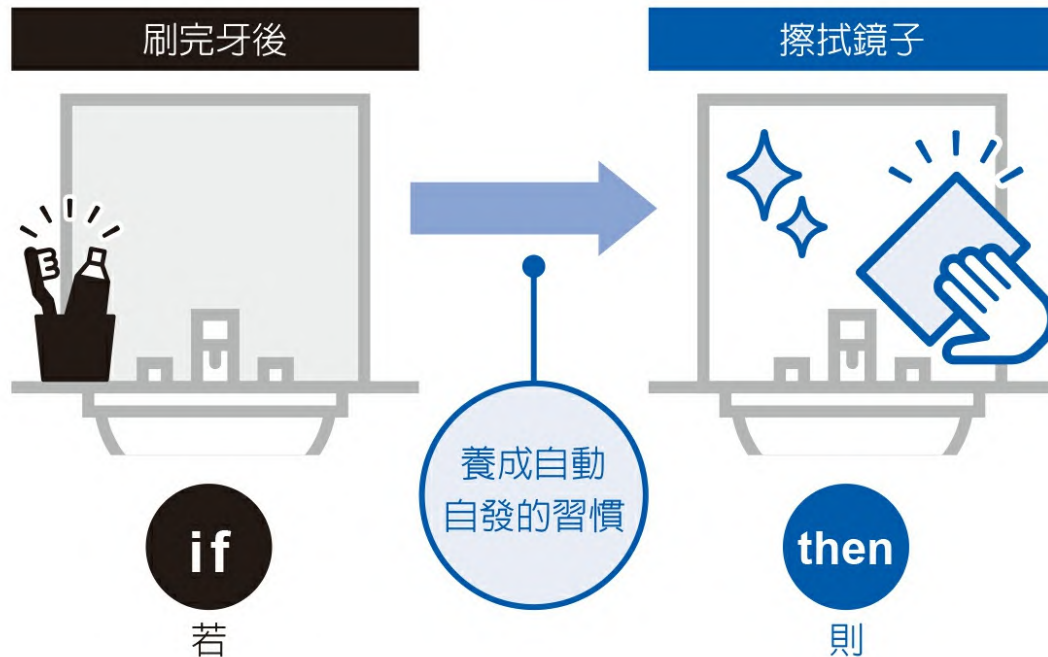 刷完牙後
擦拭鏡子
養成自動
自發的習慣
if
then
若
則